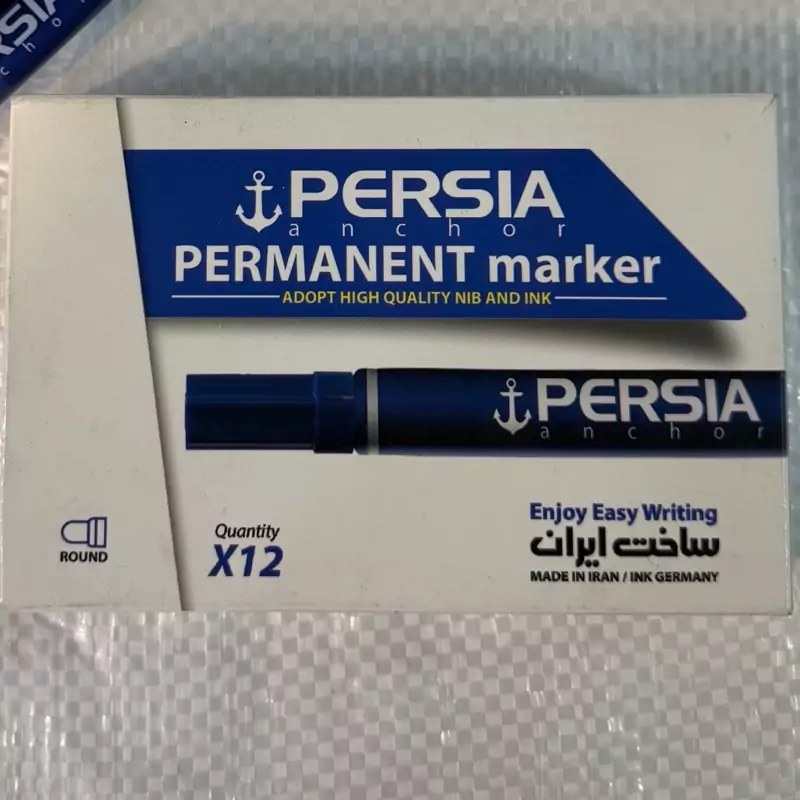 PERSIA
anchor
PERMANENT marker
ADOPT HIGH QUALITY NIB AND INK
PERSIA
anchor
ROUND
Quantity
X12
Enjoy Easy Writing
ساخت ایران
MADE IN IRAN / INK GERMANY